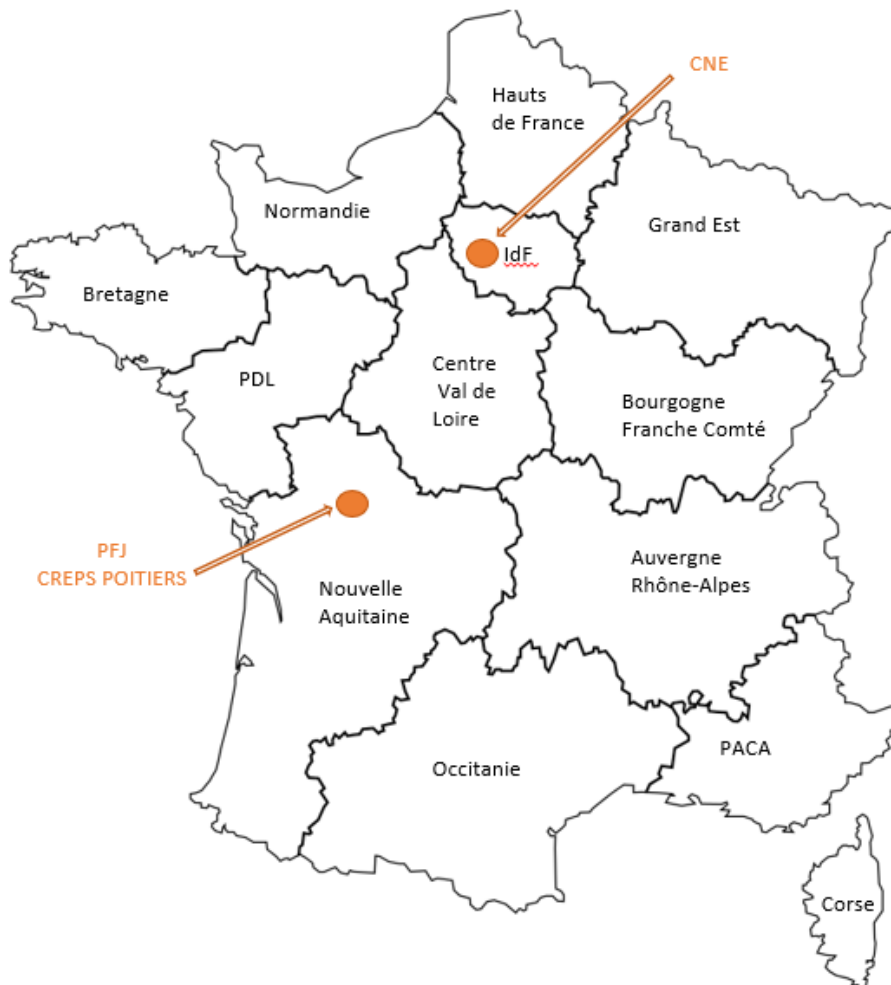 CNE
Hauts
de France
Normandie
Grand Est
IdF
Bretagne
PDL
Centre
Val de
Loire
Bourgogne
Franche Comté
PFJ
CREPS POITIERS
Nouvelle
Aquitaine
Auvergne
Rhône-Alpes
Occitanie
PACA
Corse